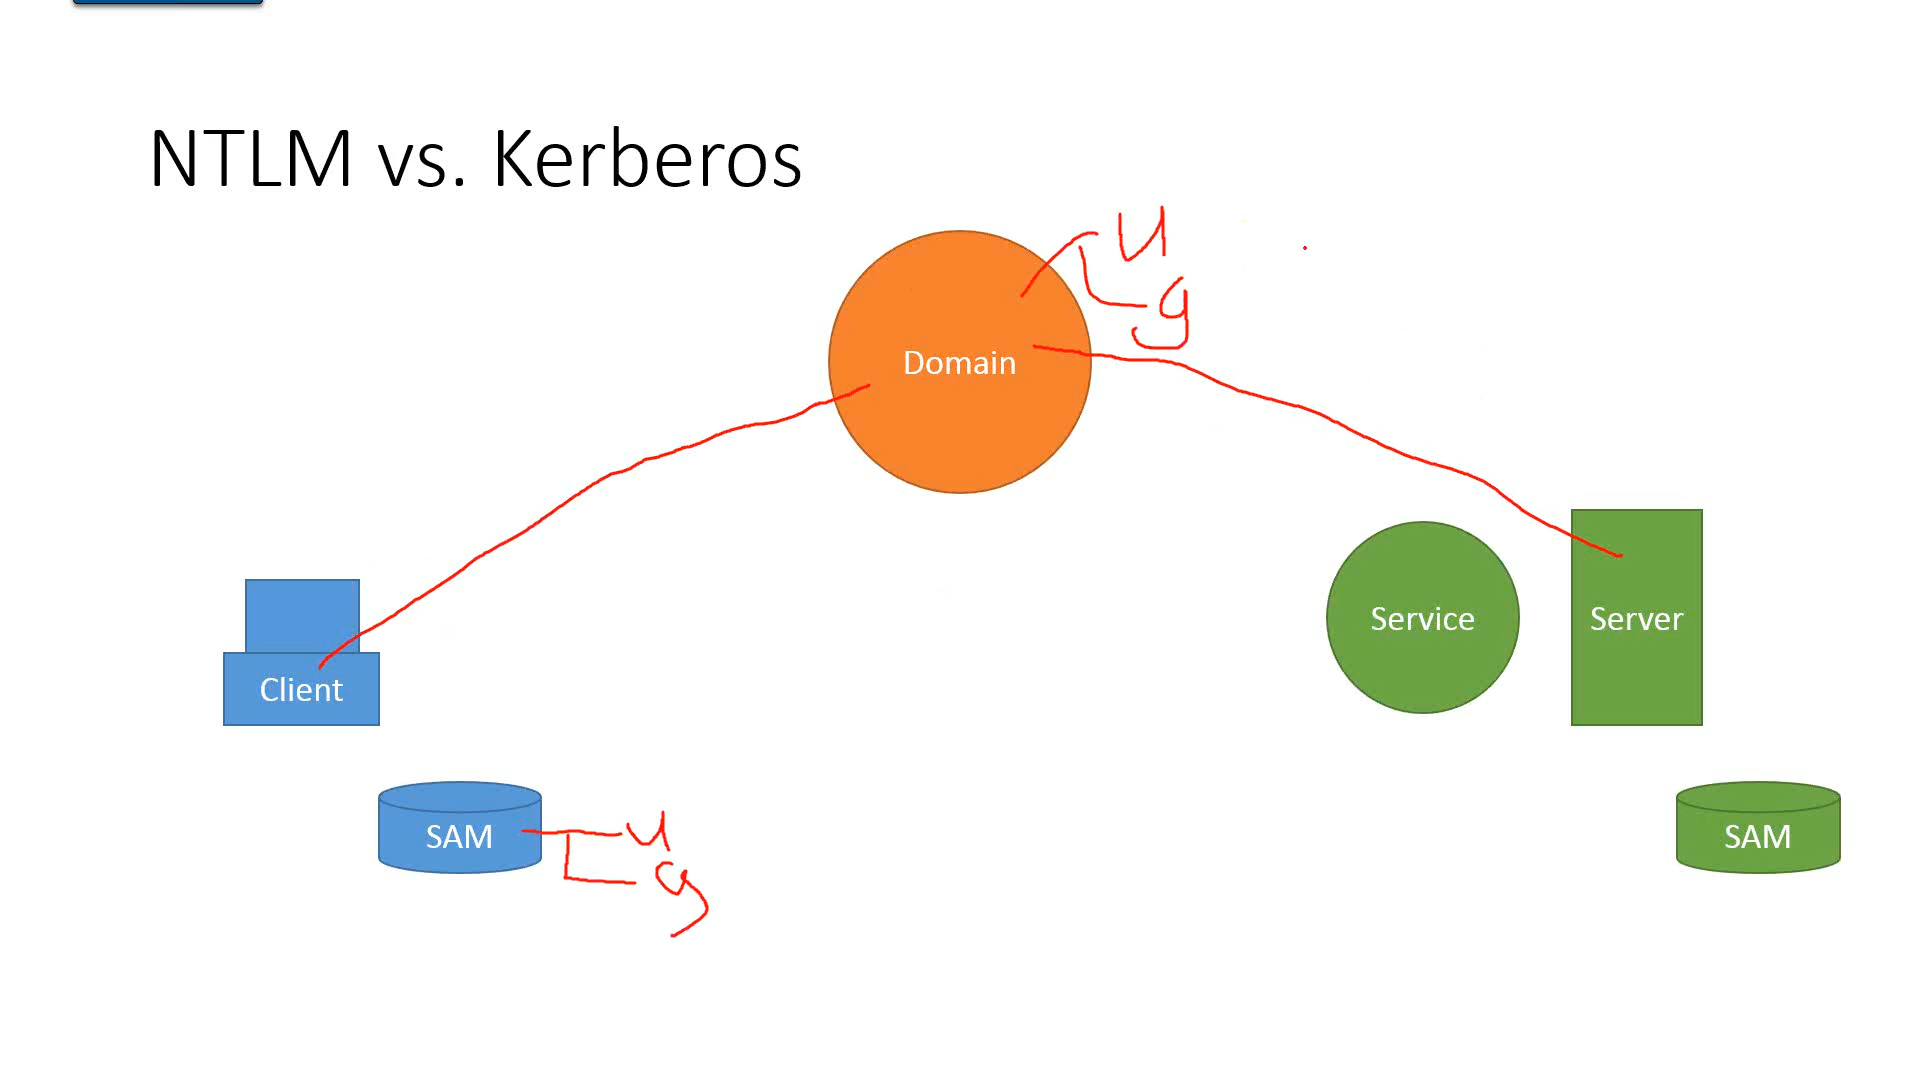 NTLM vs. Kerberos
U
g
Domain
Service
Server
Client
SAM
u
g
SAM